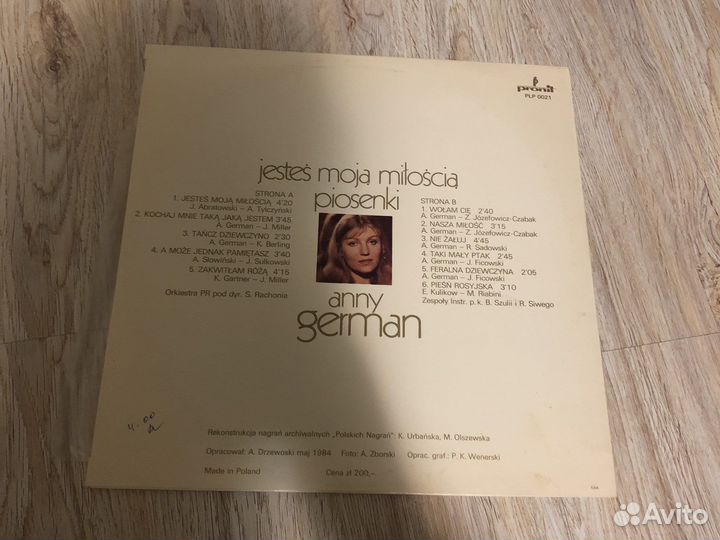 pronit
PLP 0021
jesteś moją miłością
piosenki
STRONA A
1. JESTEŚ MOJĄ MIŁOŚCIĄ 4'20
J. Abratowski – A. Tylczyński
2. KOCHAJ MNIE TAKĄ JAKĄ JESTEM 3'45
A. German – J. Miller
3. TAŃCZ DZIEWCZYNO 2'30
A. German – K. Berling
4. A MOŻE JEDNAK PAMIĘTASZ 3'40
A. Słowiński – J. Sułkowski
5. ZAKWITŁAM RÓŻĄ 4'15
K. Gartner – J. Miller
Orkiestra PR pod dyr. S. Rachonia
STRONA B
1. WOŁAM CIĘ 2'40
A. German – Z. Józefowicz-Czabak
2. NASZA MIŁOŚĆ 3'15
A. German – Z. Józefowicz-Czabak
3. NIE ŻAŁUJ 4'45
A. German – R. Sadowski
4. TAKI MAŁY PTAK 2'45
A. German – J. Ficowski
5. FERALNA DZIEWCZYNA 2'05
A. German – J. Ficowski
6. PIEŚŃ ROSYJSKA 3'10
E. Kulikow – M. Riabini
Zespoły Instr. p.k. B. Szulii i R. Siwego
anny
german
4.00
Rekonstrukcja nagrań archiwalnych „Polskich Nagrań": K. Urbańska, M. Olszewska
Opracował: A. Drzewoski maj 1984 Foto: A. Zborski Oprac. graf.: P. K. Wenerski
Made in Poland Cena zł 200,–
Avito